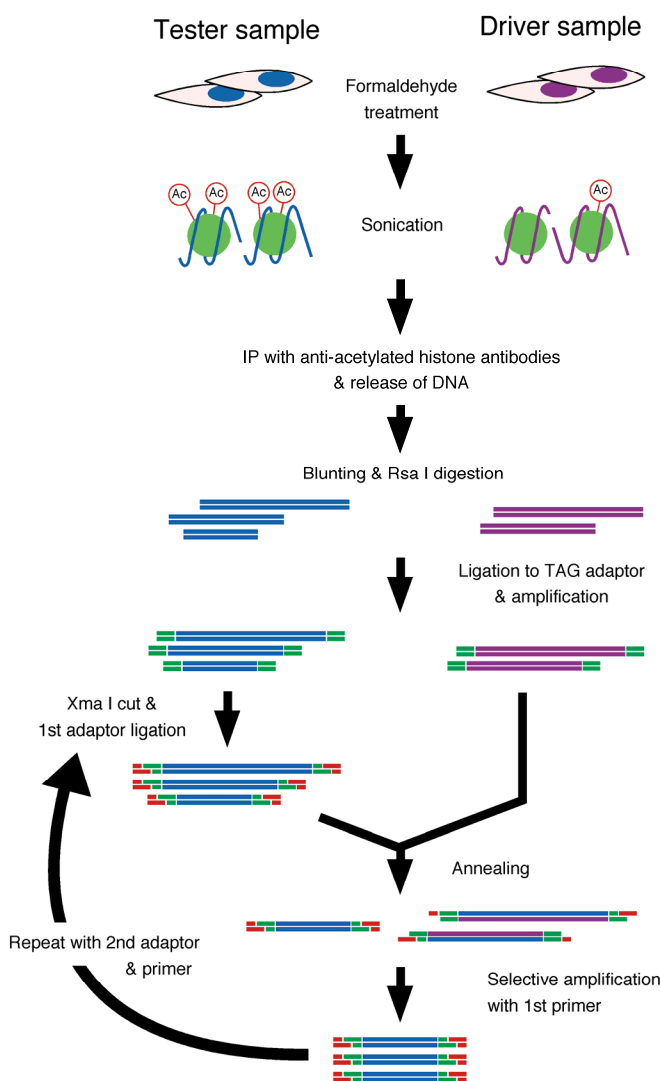 Tester sample
Driver sample
Formaldehyde
treatment
Ac
Ac
Ac
Ac
Ac
Sonication
IP with anti-acetylated histone antibodies
& release of DNA
Blunting & Rsa I digestion
Ligation to TAG adaptor
& amplification
Xma I cut &
1st adaptor ligation
Annealing
Repeat with 2nd adaptor
& primer
Selective amplification
with 1st primer